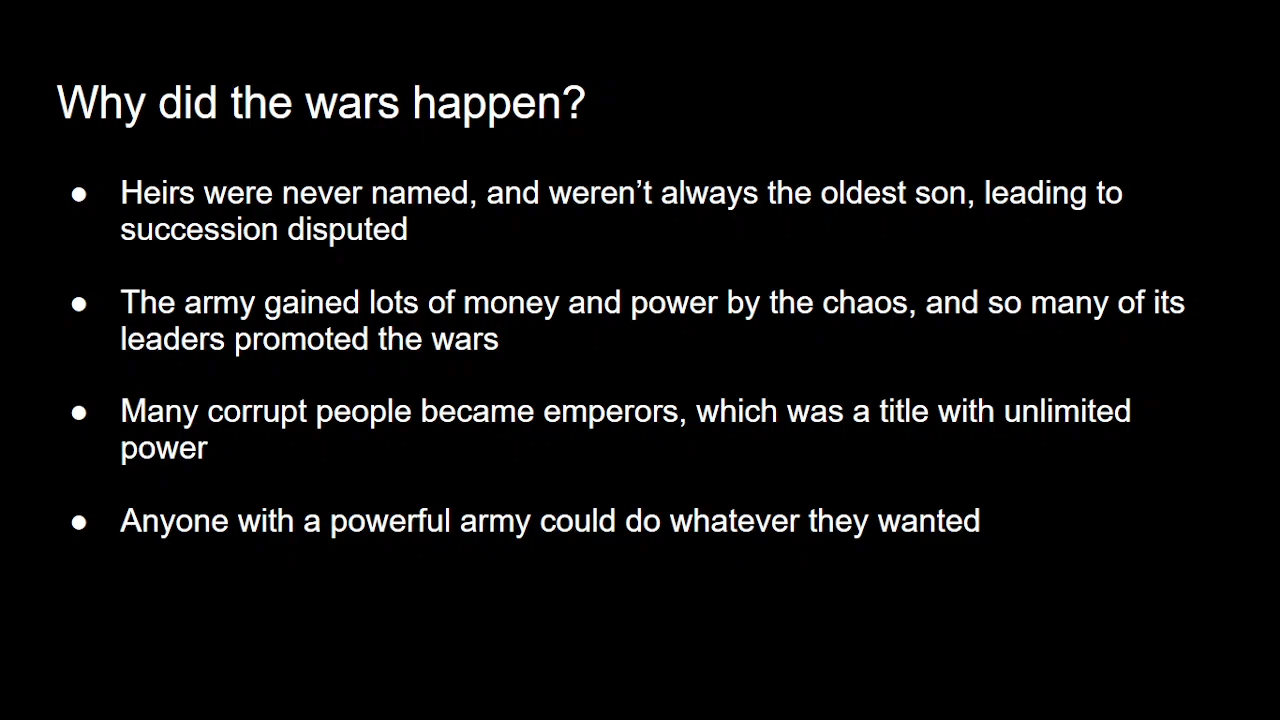 Why did the wars happen?
● Heirs were never named, and weren’t always the oldest son, leading to
succession disputed
● The army gained lots of money and power by the chaos, and so many of its
leaders promoted the wars
● Many corrupt people became emperors, which was a title with unlimited
power
● Anyone with a powerful army could do whatever they wanted